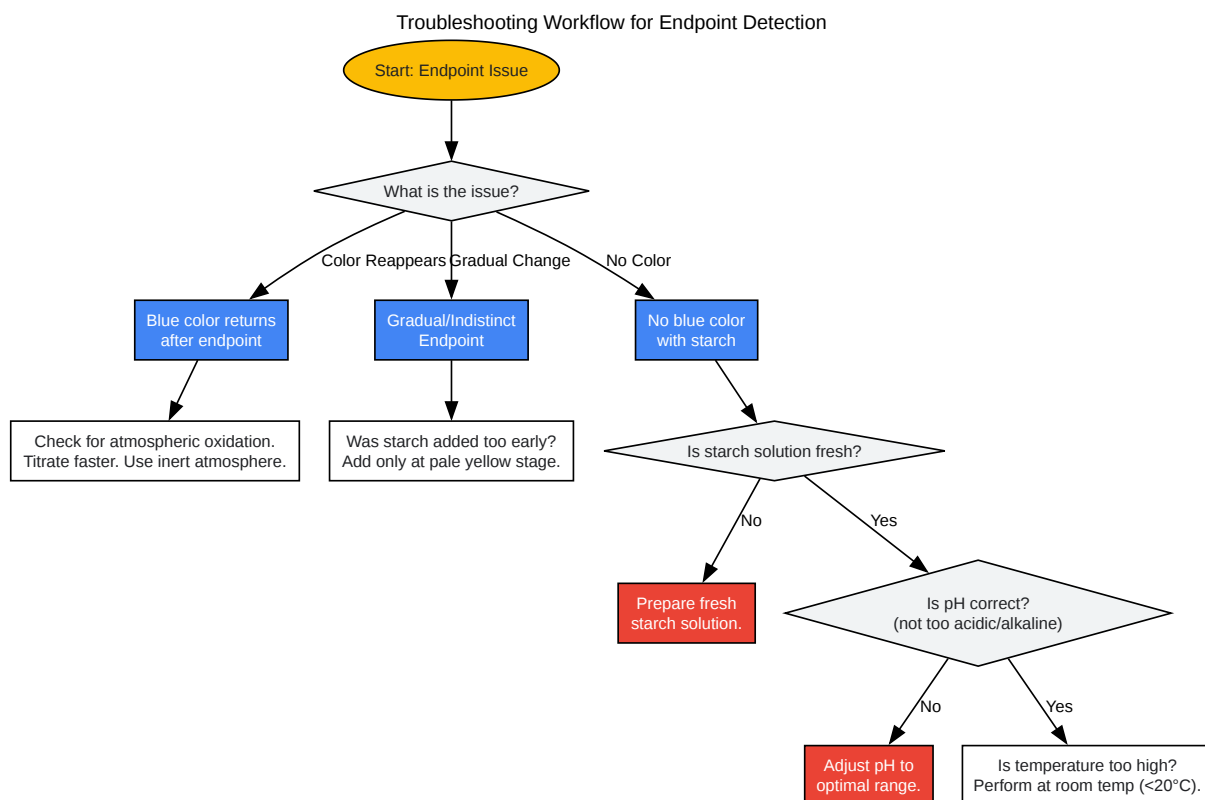 Troubleshooting Workflow for Endpoint Detection
Start: Endpoint Issue
What is the issue?
Color Reappears
Gradual Change
No Color
Blue color returns
after endpoint
Gradual/Indistinct
Endpoint
No blue color
with starch
Check for atmospheric oxidation.
Titrate faster. Use inert atmosphere.
Was starch added too early?
Add only at pale yellow stage.
Is starch solution fresh?
No
Yes
Prepare fresh
starch solution.
Is pH correct?
(not too acidic/alkaline)
No
Yes
Adjust pH to
optimal range.
Is temperature too high?
Perform at room temp (<20°C).